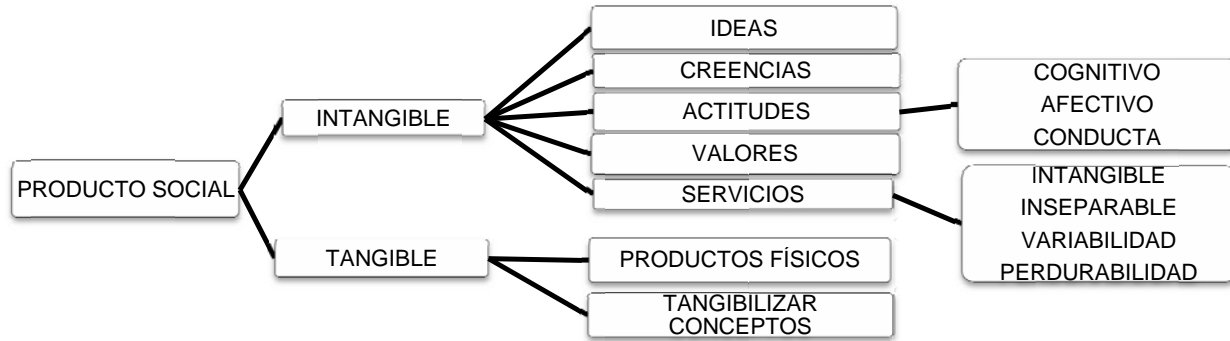 PRODUCTO SOCIAL
INTANGIBLE
IDEAS
CREENCIAS
ACTITUDES
VALORES
SERVICIOS
COGNITIVO
AFECTIVO
CONDUCTA
INTANGIBLE
INSEPARABLE
VARIABILIDAD
PERDURABILIDAD
TANGIBLE
PRODUCTOS FÍSICOS
TANGIBILIZAR
CONCEPTOS